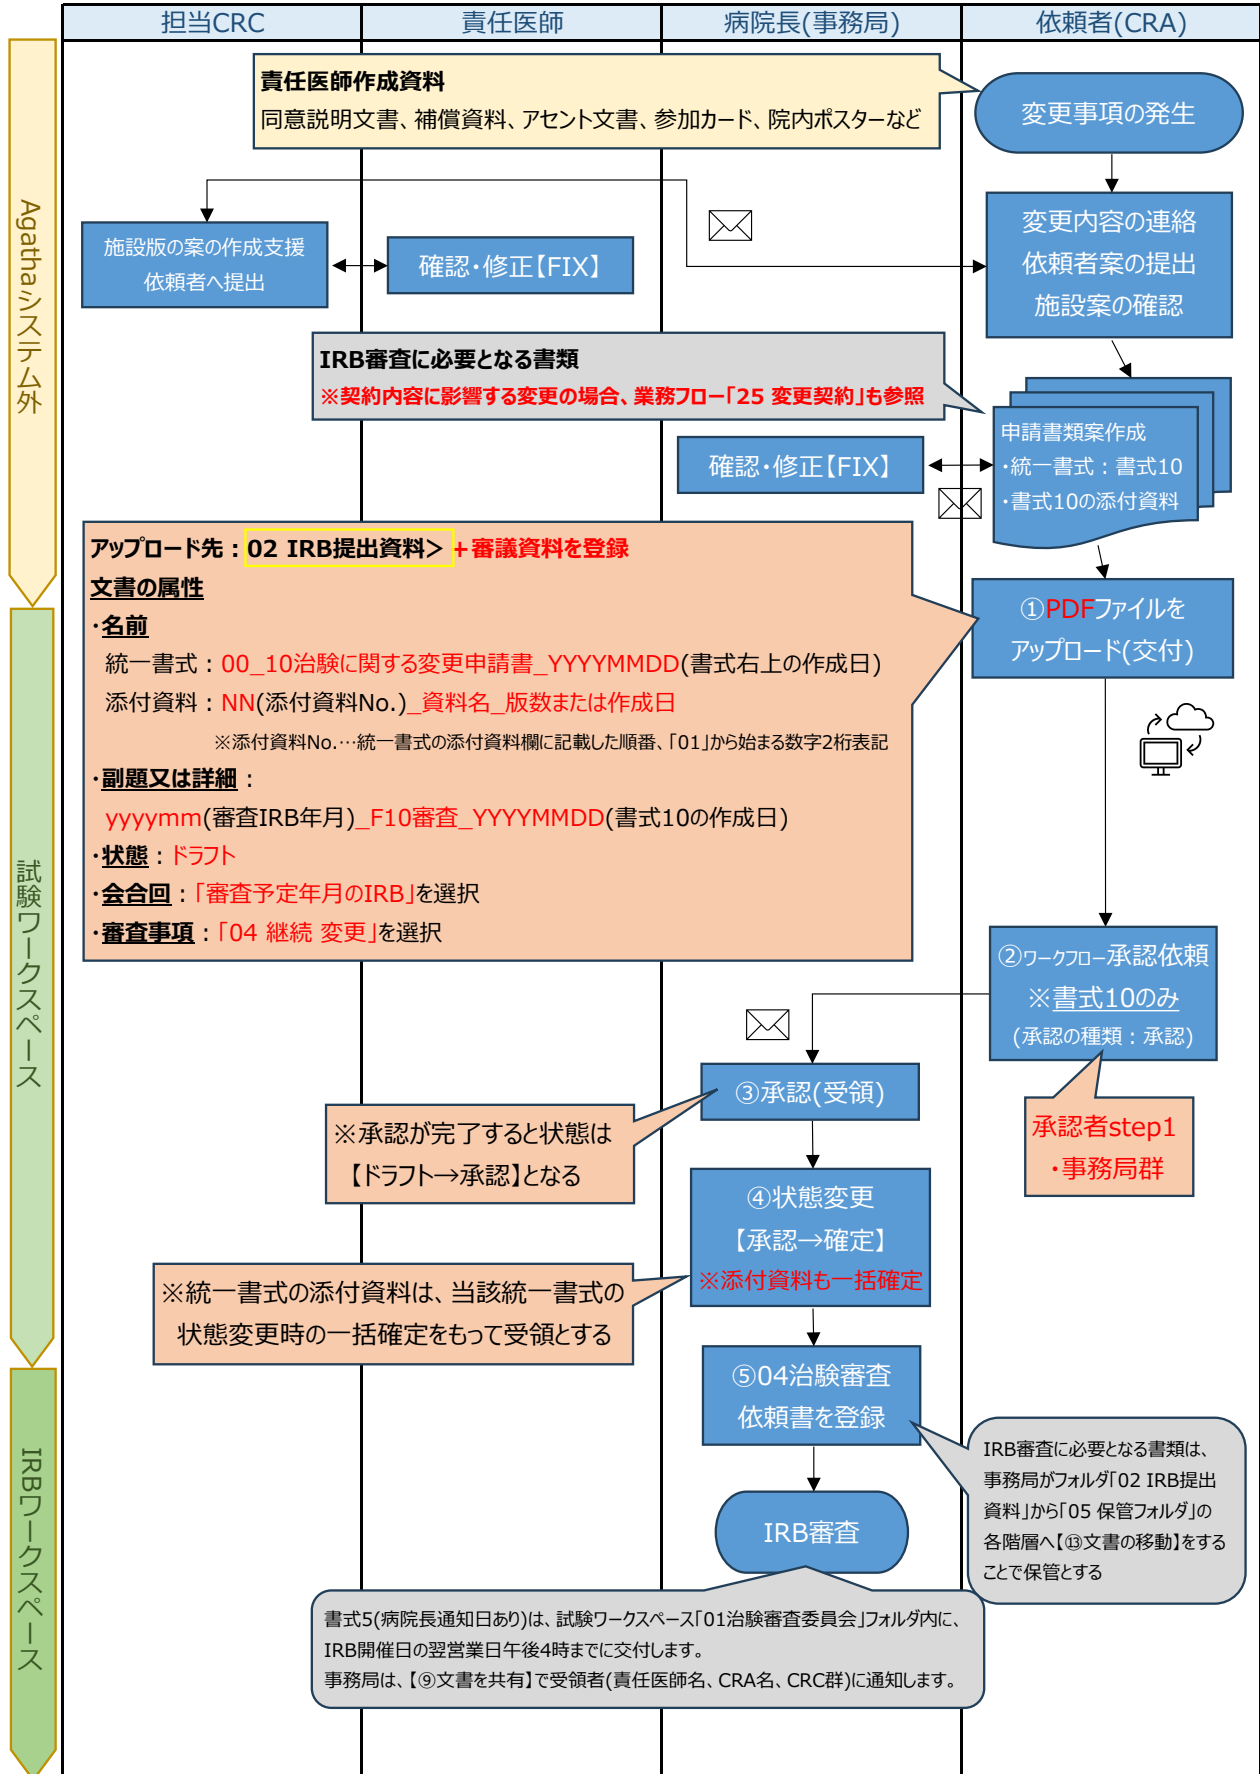 担当CRC
責任医師
病院長(事務局)
依頼者(CRA)
Agathaシステム外
責任医師作成資料
同意説明文書、補償資料、アセント文書、参加カード、院内ポスターなど
変更事項の発生
施設版の案の作成支援
依頼者へ提出
確認・修正【FIX】
変更内容の連絡
依頼者案の提出
施設案の確認
IRB審査に必要となる書類
※契約内容に影響する変更の場合、業務フロー「25 変更契約」も参照
確認・修正【FIX】
申請書類案作成
・統一書式：書式10
・書式10の添付資料
試験ワークスペース
アップロード先：02 IRB提出資料> ＋審議資料を登録
文書の属性
・名前
統一書式：00_10治験に関する変更申請書_YYYYMMDD(書式右上の作成日)
添付資料：NN(添付資料No.)_資料名_版数または作成日
※添付資料No.…統一書式の添付資料欄に記載した順番、「01」から始まる数字2桁表記
・副題又は詳細：
yyyymm(審査IRB年月)_F10審査_YYYYMMDD(書式10の作成日)
・状態：ドラフト
・会合回：「審査予定年月のIRB」を選択
・審査事項：「04 継続 変更」を選択
①PDFファイルを
アップロード(交付)
②ワークフロー承認依頼
※書式10のみ
(承認の種類：承認)
承認者step1
・事務局群
③承認(受領)
※承認が完了すると状態は
【ドラフト→承認】となる
④状態変更
【承認→確定】
※添付資料も一括確定
※統一書式の添付資料は、当該統一書式の
状態変更時の一括確定をもって受領とする
IRBワークスペース
⑤04治験審査
依頼書を登録
IRB審査に必要となる書類は、
事務局がフォルダ「02 IRB提出
資料」から「05 保管フォルダ」の
各階層へ【⑬文書の移動】をする
ことで保管とする
IRB審査
書式5(病院長通知日あり)は、試験ワークスペース「01治験審査委員会」フォルダ内に、
IRB開催日の翌営業日午後4時までに交付します。
事務局は、【⑨文書を共有】で受領者(責任医師名、CRA名、CRC群)に通知します。